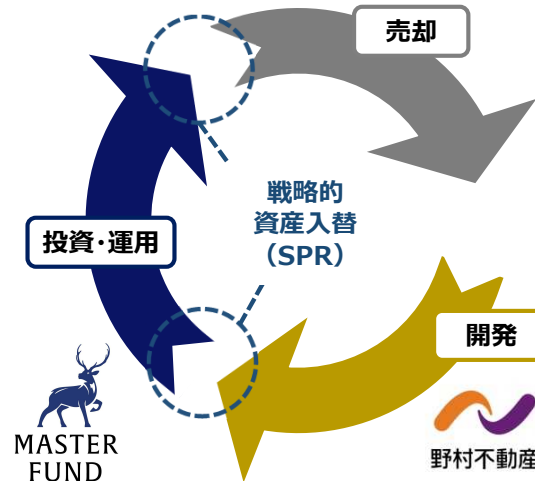 売却
戦略的
資産入替
（SPR）
投資・運用
開発
MASTER
FUND
野村不動産